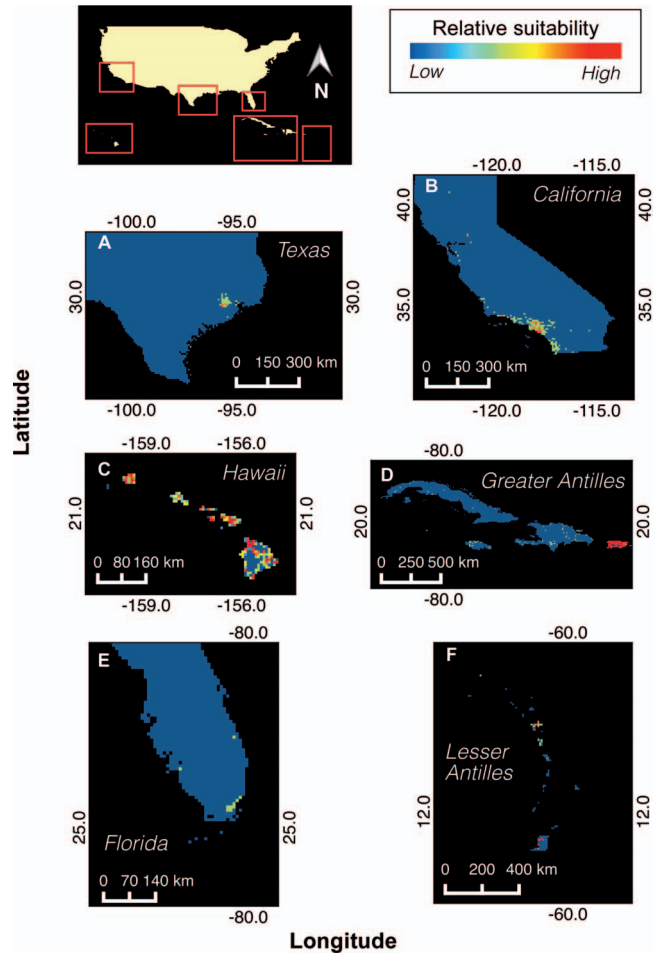 Relative suitability
Low High
N
-120.0 -115.0
B California
40.0 40.0
35.0 35.0
0 150 300 km
-120.0 -115.0
-100.0 -95.0
A Texas
30.0 30.0
0 150 300 km
-100.0 -95.0
Latitude
-159.0 -156.0
C Hawaii
21.0 21.0
0 80 160 km
-159.0 -156.0
-80.0
D Greater Antilles
20.0 20.0
0 250 500 km
-80.0
-80.0
E
25.0 25.0
Florida
0 70 140 km
-80.0
-60.0
F
Lesser
Antilles
12.0 12.0
0 200 400 km
-60.0
Longitude